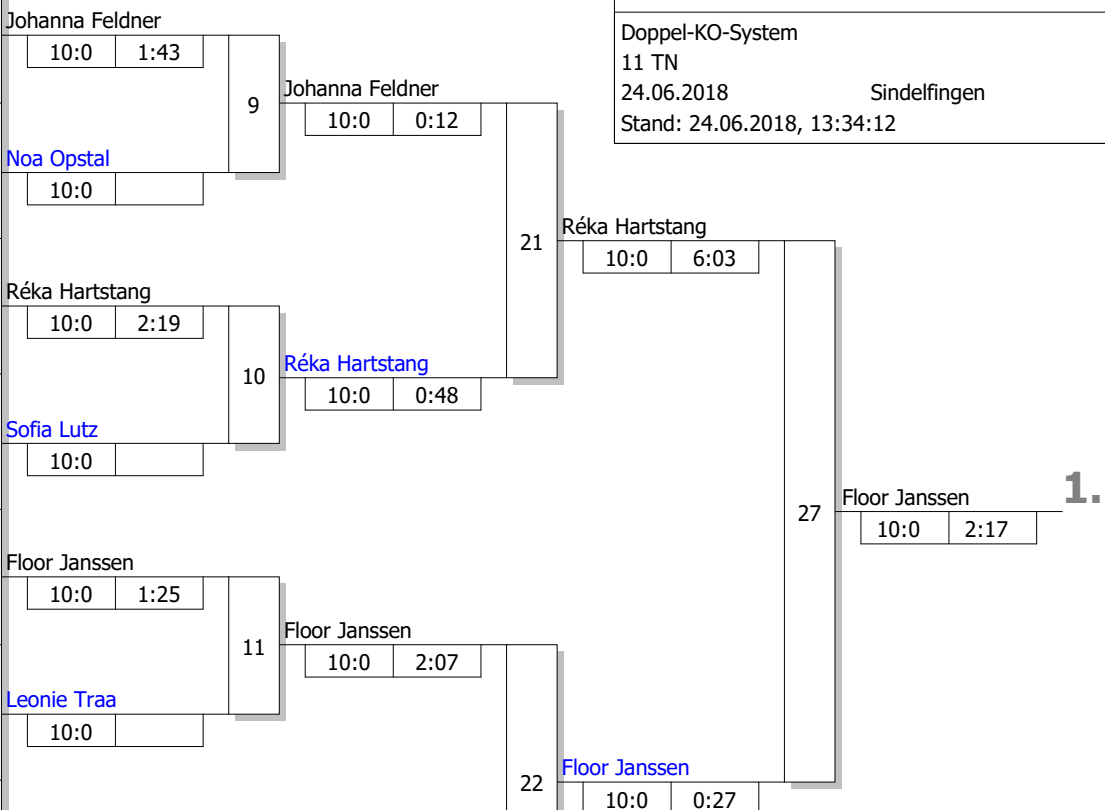 Doppel-KO-System
11 TN
24.06.2018 Sindelfingen
Stand: 24.06.2018, 13:34:12
Johanna Feldner
10:0 1:43
9
Johanna Feldner
10:0 0:12
Noa Opstal
10:0
21
Réka Hartstang
10:0 6:03
Réka Hartstang
10:0 2:19
10
Réka Hartstang
10:0 0:48
Sofia Lutz
10:0
27
Floor Janssen
10:0 2:17
1.
Floor Janssen
10:0 1:25
11
Floor Janssen
10:0 2:07
Leonie Traa
10:0
22
Floor Janssen
10:0 0:27